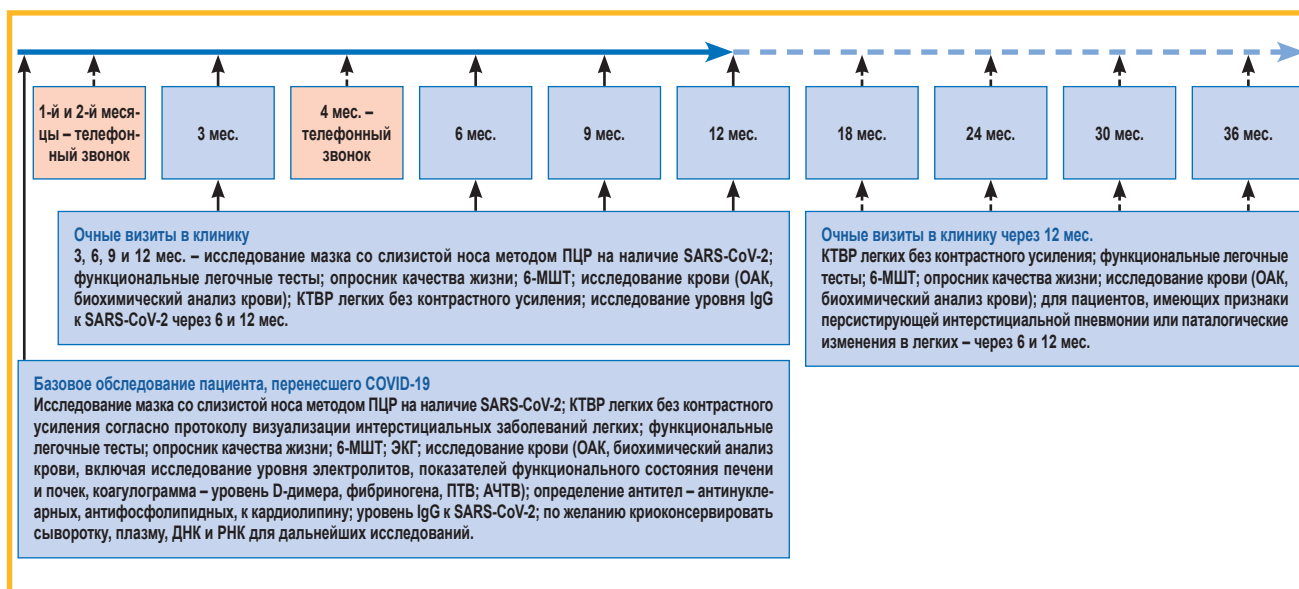 1-й и 2-й меся-
цы – телефон-
ный звонок
3 мес.
4 мес. –
телефонный
звонок
6 мес.
9 мес.
12 мес.
18 мес.
24 мес.
30 мес.
36 мес.
Очные визиты в клинику
3, 6, 9 и 12 мес. – исследование мазка со слизистой носа методом ПЦР на наличие SARS-CoV-2;
функциональные легочные тесты; опросник качества жизни; 6-МШТ; исследование крови (ОАК,
биохимический анализ крови); КТВР легких без контрастного усиления; исследование уровня IgG
к SARS-CoV-2 через 6 и 12 мес.
Очные визиты в клинику через 12 мес.
КТВР легких без контрастного усиления; функциональные легочные
тесты; 6-МШТ; опросник качества жизни; исследование крови (ОАК,
биохимический анализ крови); для пациентов, имеющих признаки
персистирующей интерстициальной пневмонии или паталогические
изменения в легких – через 6 и 12 мес.
Базовое обследование пациента, перенесшего COVID-19
Исследование мазка со слизистой носа методом ПЦР на наличие SARS-CoV-2; КТВР легких без контрастного
усиления согласно протоколу визуализации интерстициальных заболеваний легких; функциональные
легочные тесты; опросник качества жизни; 6-МШТ; ЭКГ; исследование крови (ОАК, биохимический анализ
крови, включая исследование уровня электролитов, показателей функционального состояния печени
и почек, коагулограмма – уровень D-димера, фибриногена, ПТВ; АЧТВ); определение антител – антинукле-
арных, антифосфолипидных, к кардиолипину; уровень IgG к SARS-CoV-2; по желанию криоконсервировать
сыворотку, плазму, ДНК и РНК для дальнейших исследований.